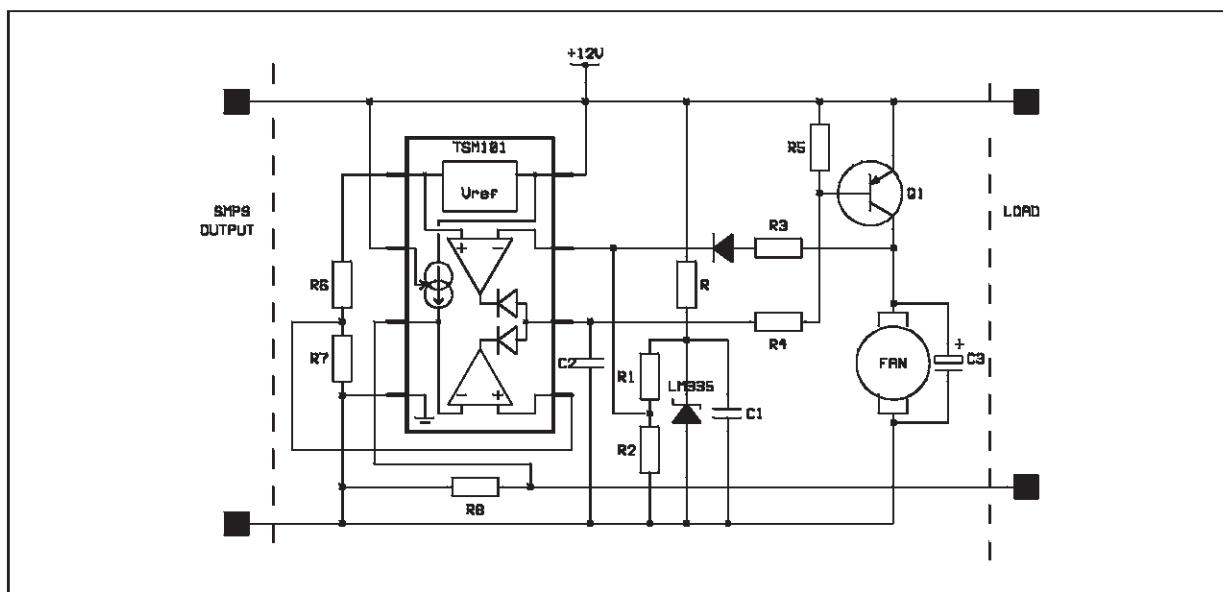 +12V
TSM101
Vref
R5
Q1
SMPS
OUTPUT
LOAD
R3
R6
R
R4
R7
C2
R1
LM335
C1
FAN
+
C3
R2
R8
+
-
-
+